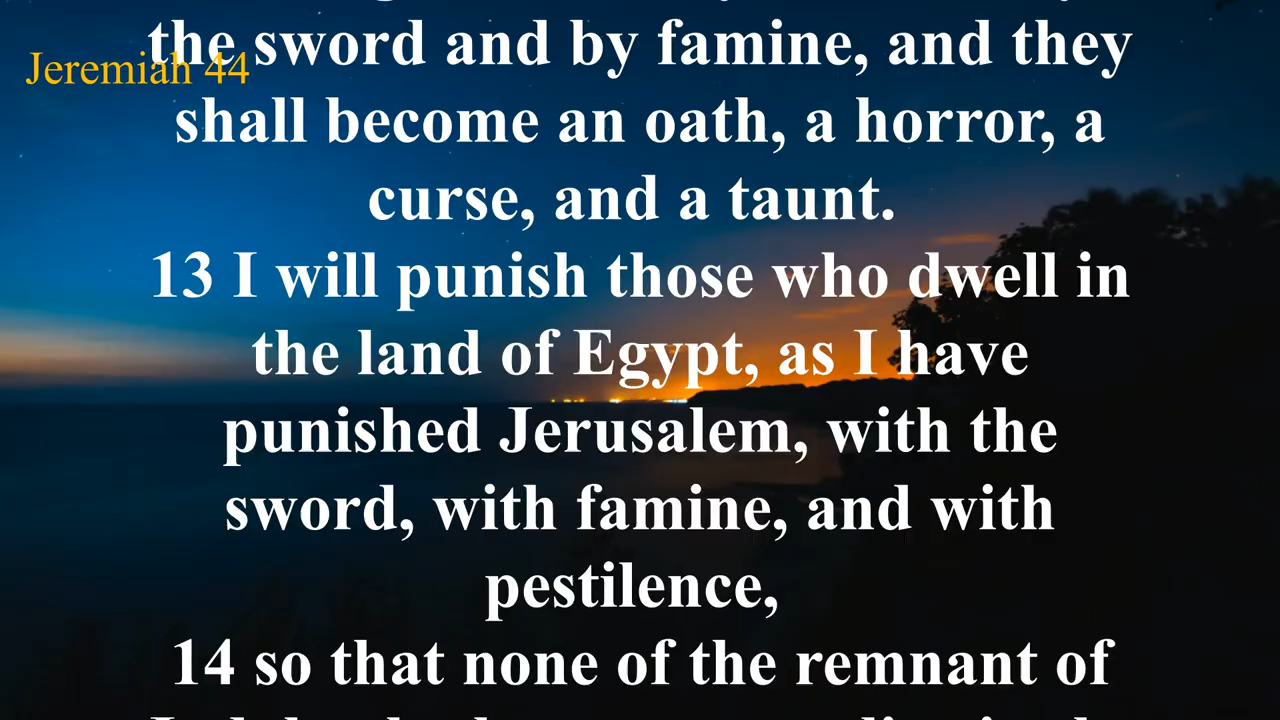 the sword and by famine, and they
Jeremiah 44
shall become an oath, a horror, a
curse, and a taunt.
13 I will punish those who dwell in
the land of Egypt, as I have
punished Jerusalem, with the
sword, with famine, and with
pestilence,
14 so that none of the remnant of